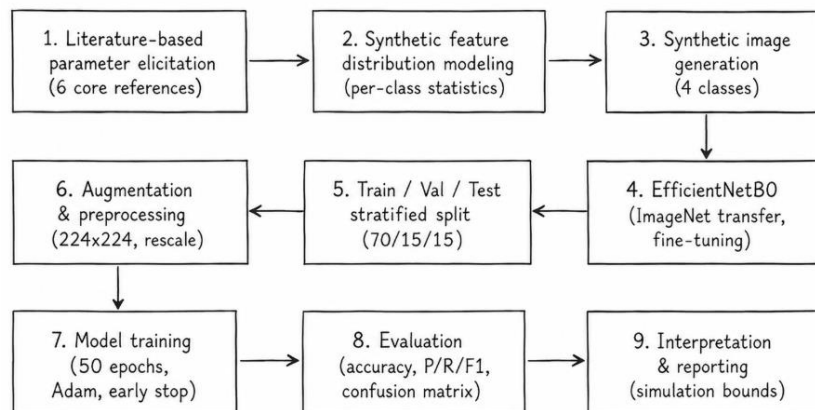 1. Literature-based
parameter elicitation
(6 core references)
2. Synthetic feature
distribution modeling
(per-class statistics)
3. Synthetic image
generation
(4 classes)
4. EfficientNetB0
(ImageNet transfer,
fine-tuning)
5. Train / Val / Test
stratified split
(70/15/15)
6. Augmentation
& preprocessing
(224x224, rescale)
7. Model training
(50 epochs,
Adam, early stop)
8. Evaluation
(accuracy, P/R/F1,
confusion matrix)
9. Interpretation
& reporting
(simulation bounds)